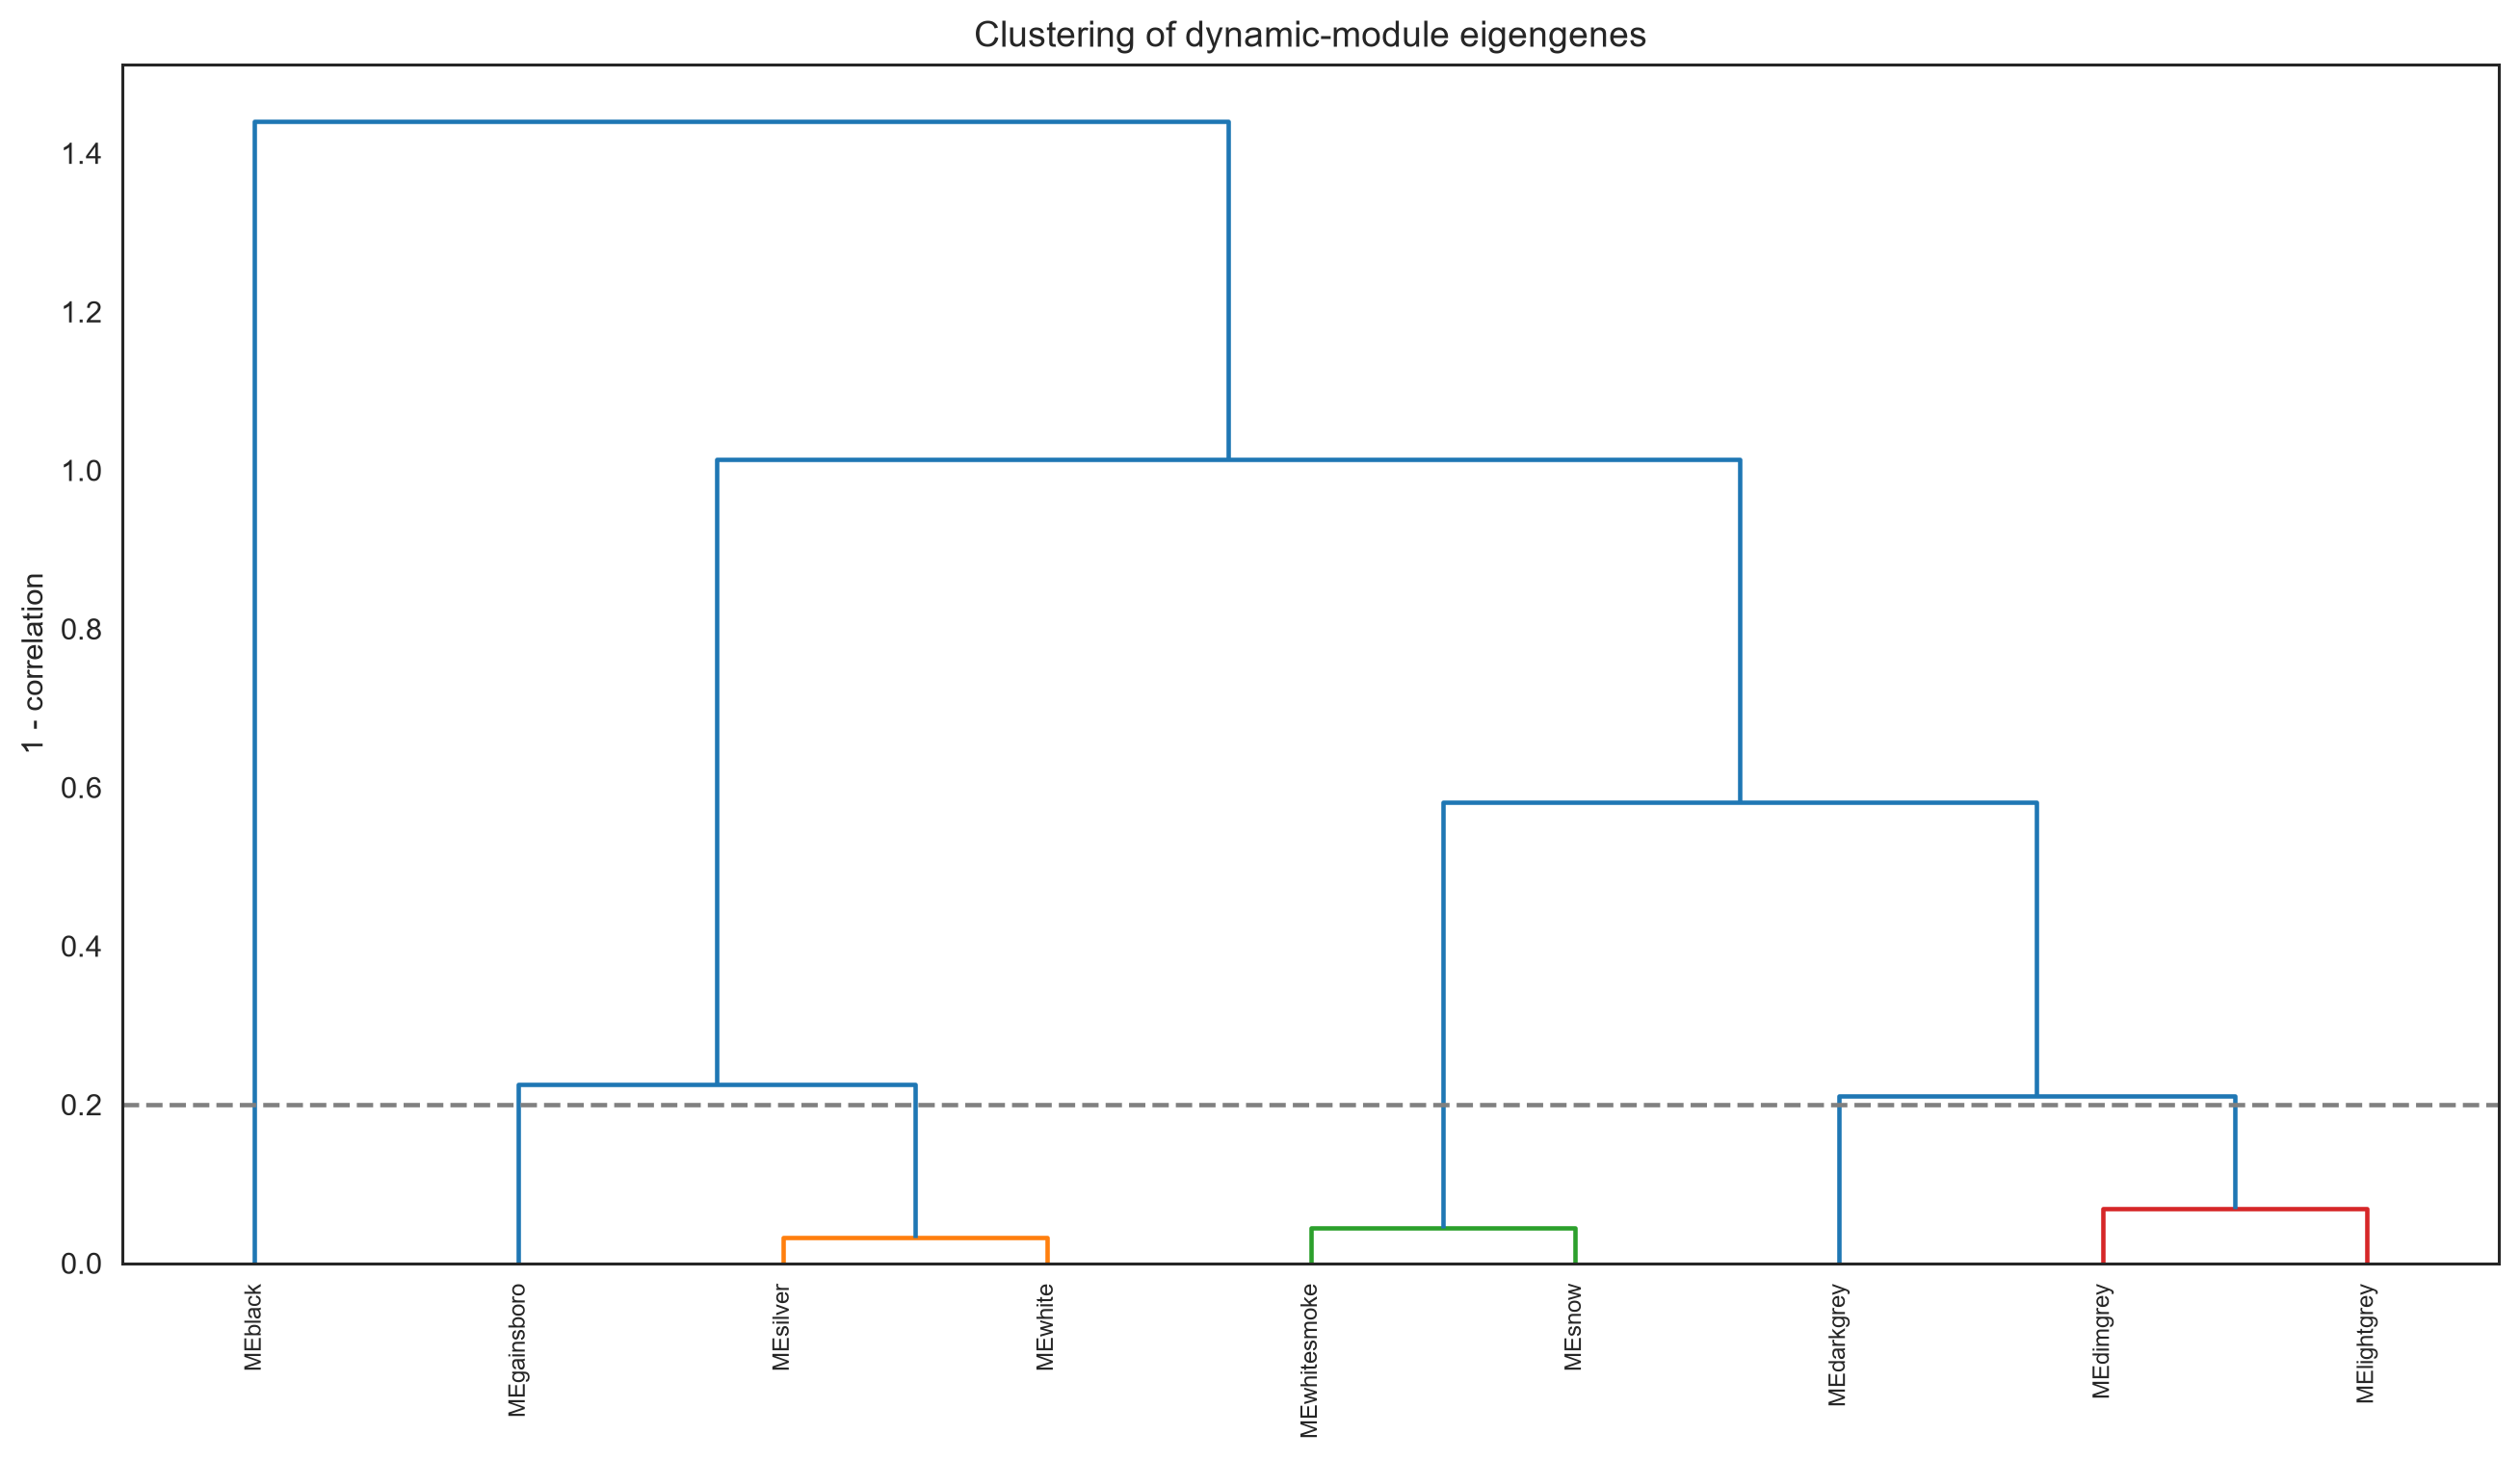 Clustering of dynamic-module eigengenes
1 - correlation
1.4
1.2
1.0
0.8
0.6
0.4
0.2
0.0
MEblack
MEgainsboro
MEsilver
MEwhite
MEwhitesmoke
MEsnow
MEdarkgrey
MEdimgrey
MElightgrey